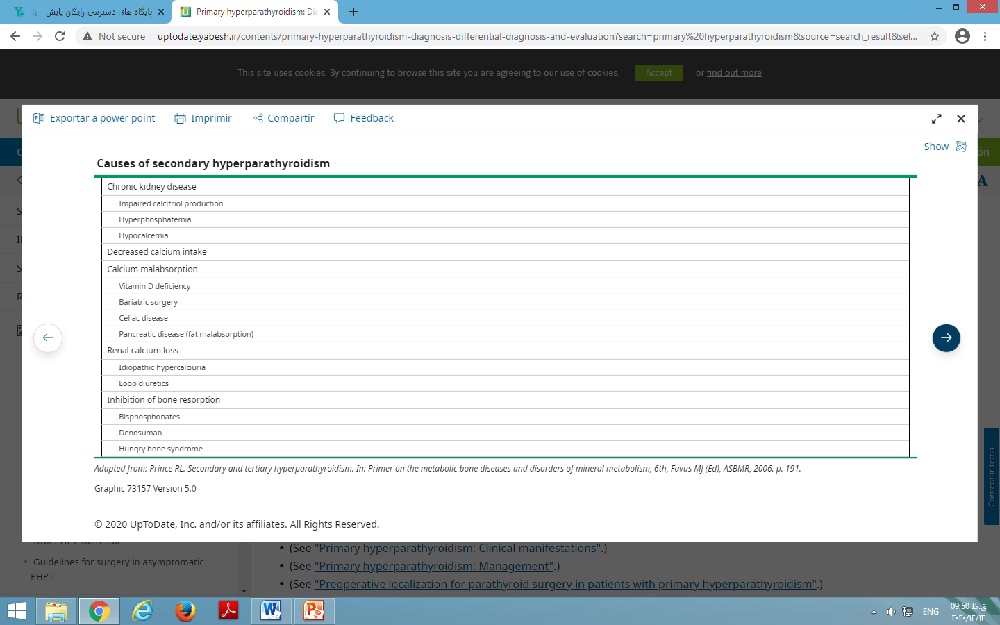 پایگاه های دسترسی رایگان یابش – یا
Primary hyperparathyroidism: Dia
Not secure
uptodate.yabesh.ir/contents/primary-hyperparathyroidism-diagnosis-differential-diagnosis-and-evaluation?search=primary%20hyperparathyroidism&source=search_result&sel...
This site uses cookies. By continuing to browse this site you are agreeing to our use of cookies. Accept or find out more
Exportar a power point Imprimir Compartir Feedback
Show
Causes of secondary hyperparathyroidism
Chronic kidney disease
Impaired calcitriol production
Hyperphosphatemia
Hypocalcemia
Decreased calcium intake
Calcium malabsorption
Vitamin D deficiency
Bariatric surgery
Celiac disease
Pancreatic disease (fat malabsorption)
Renal calcium loss
Idiopathic hypercalciuria
Loop diuretics
Inhibition of bone resorption
Bisphosphonates
Denosumab
Hungry bone syndrome
Adapted from: Prince RL. Secondary and tertiary hyperparathyroidism. In: Primer on the metabolic bone diseases and disorders of mineral metabolism, 6th, Favus MJ (Ed), ASBMR, 2006. p. 191.
Graphic 73157 Version 5.0
© 2020 UpToDate, Inc. and/or its affiliates. All Rights Reserved.
Comentar tema
Guidelines for surgery in asymptomatic
PHPT
(See "Primary hyperparathyroidism: Clinical manifestations".)
(See "Primary hyperparathyroidism: Management".)
(See "Preoperative localization for parathyroid surgery in patients with primary hyperparathyroidism".)
ENG
09:50 ق.ظ
۲۰۲۰/۱۲/۱۲